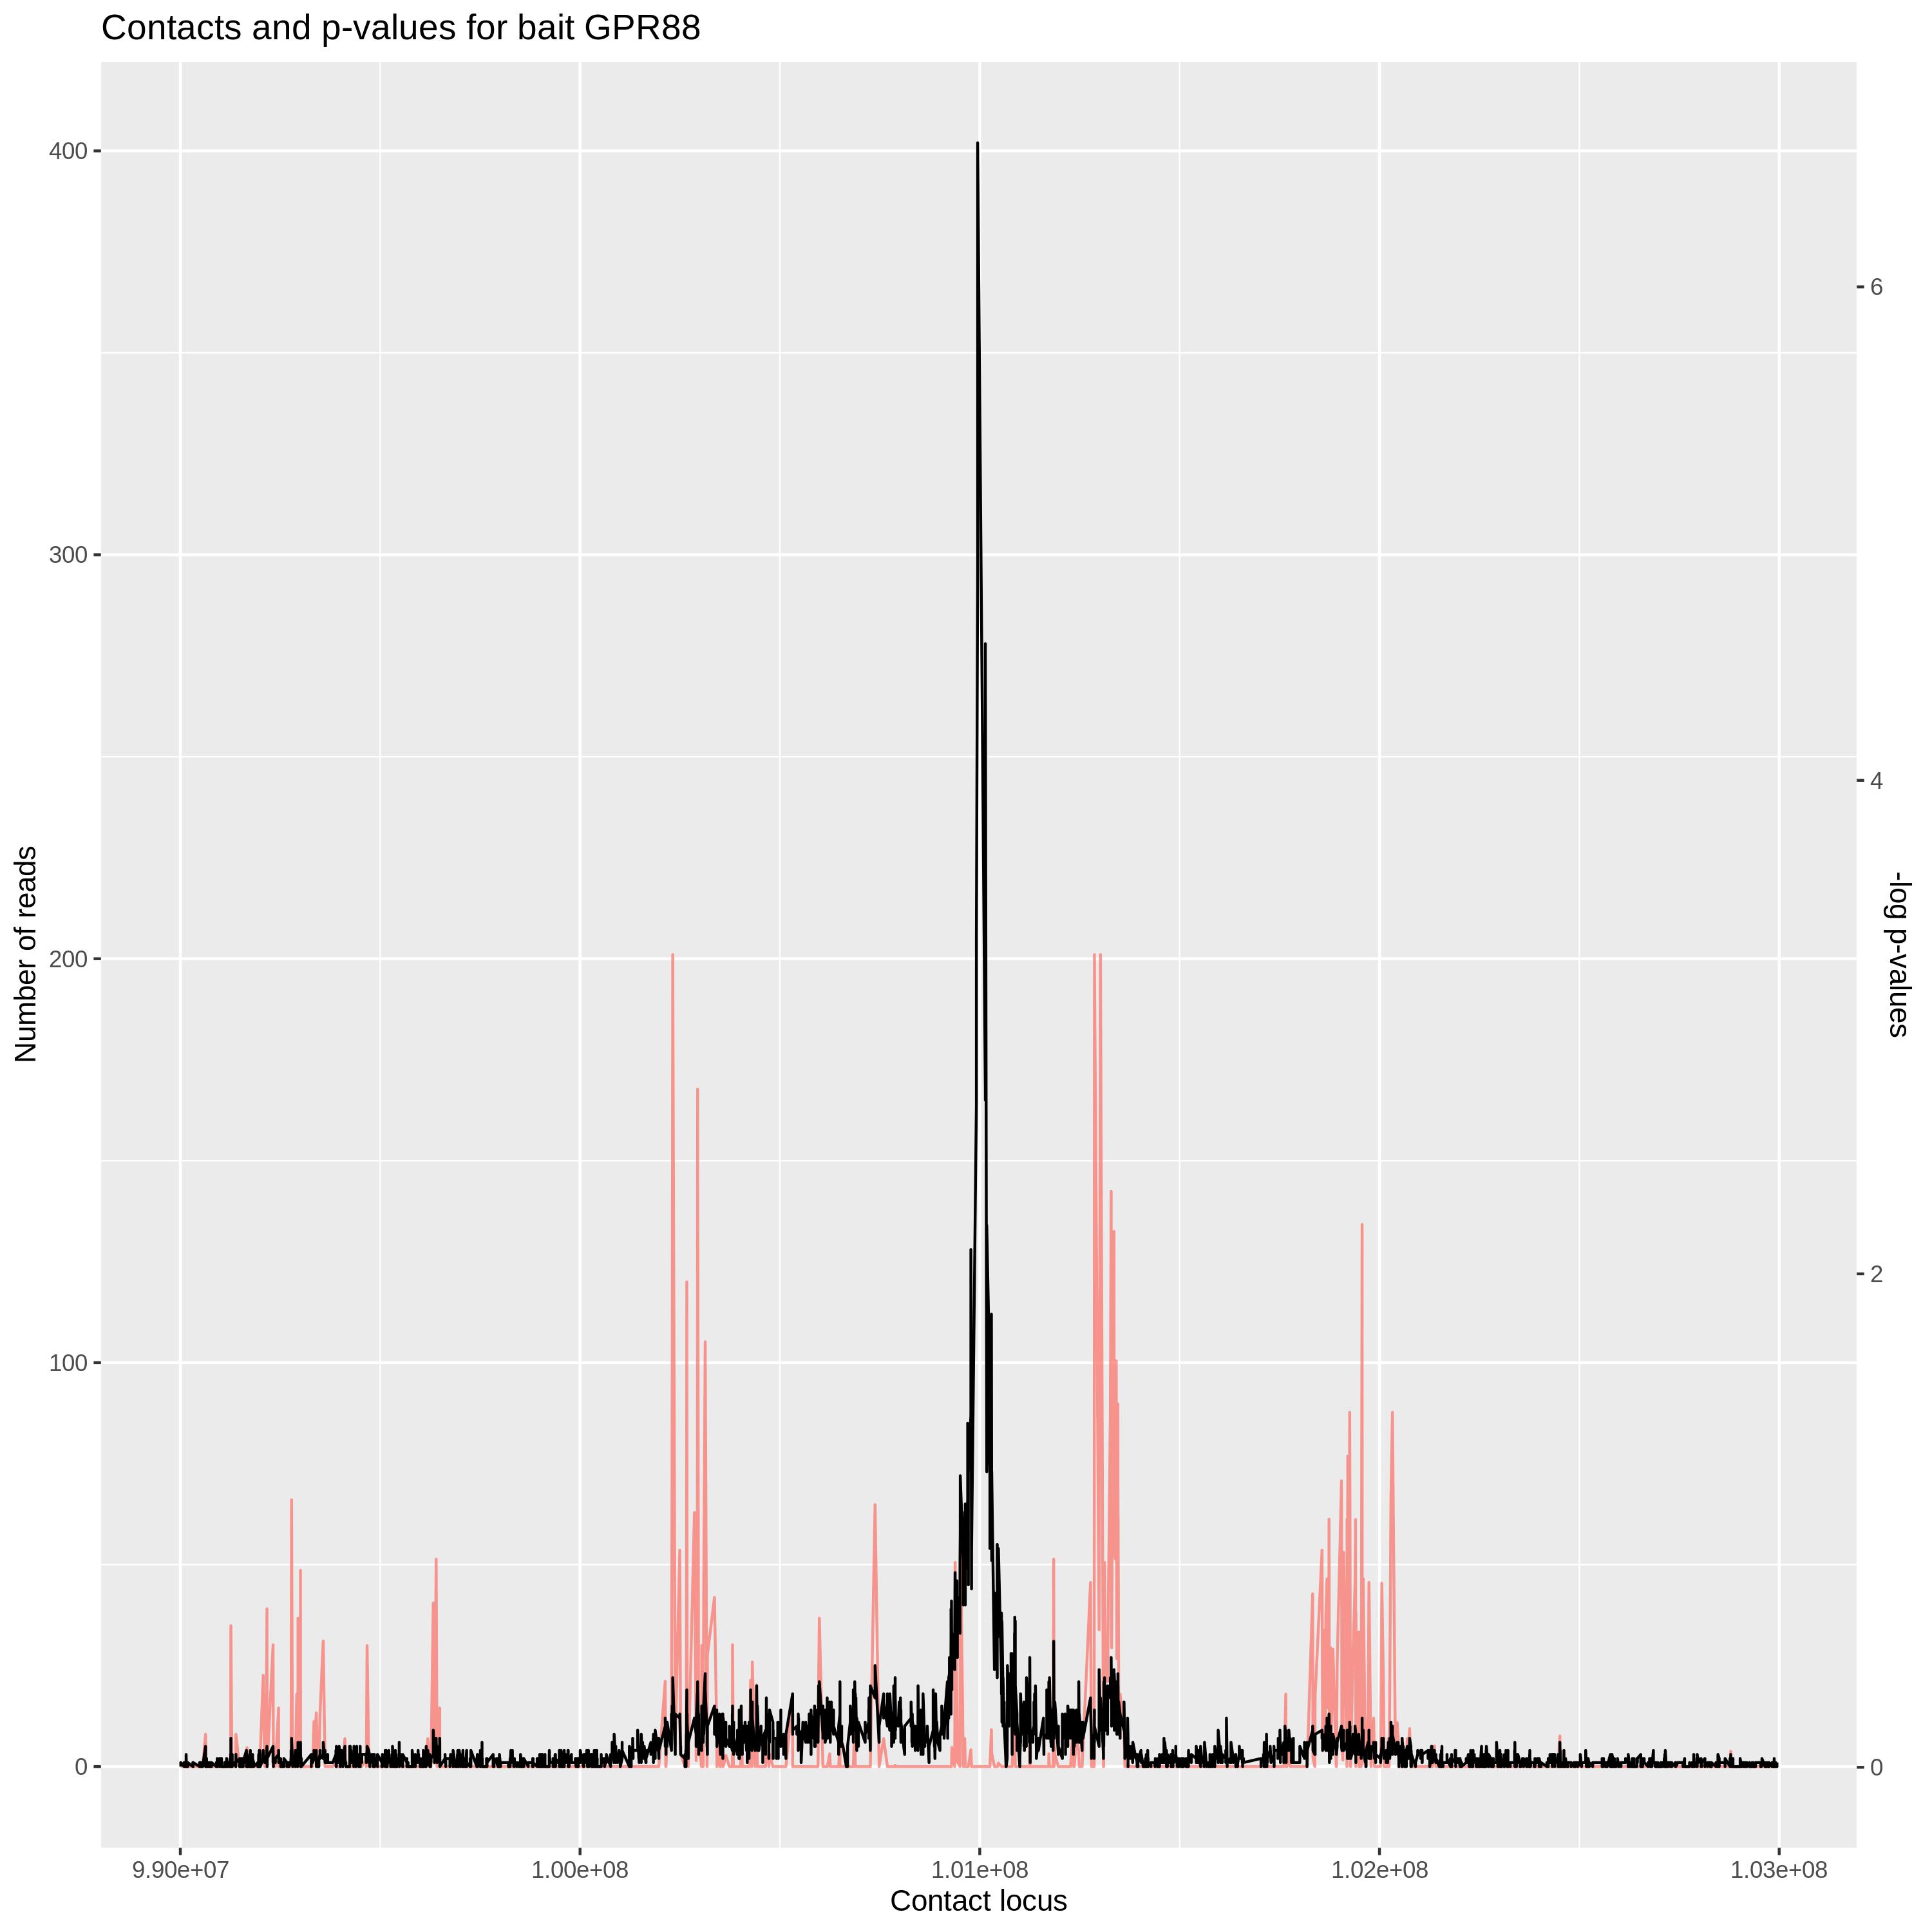 Contacts and p-values for bait GPR88
400
300
200
100
0
Number of reads
6
4
2
0
-log p-values
9.90e+07 1.00e+08 1.01e+08 1.02e+08 1.03e+08
Contact locus